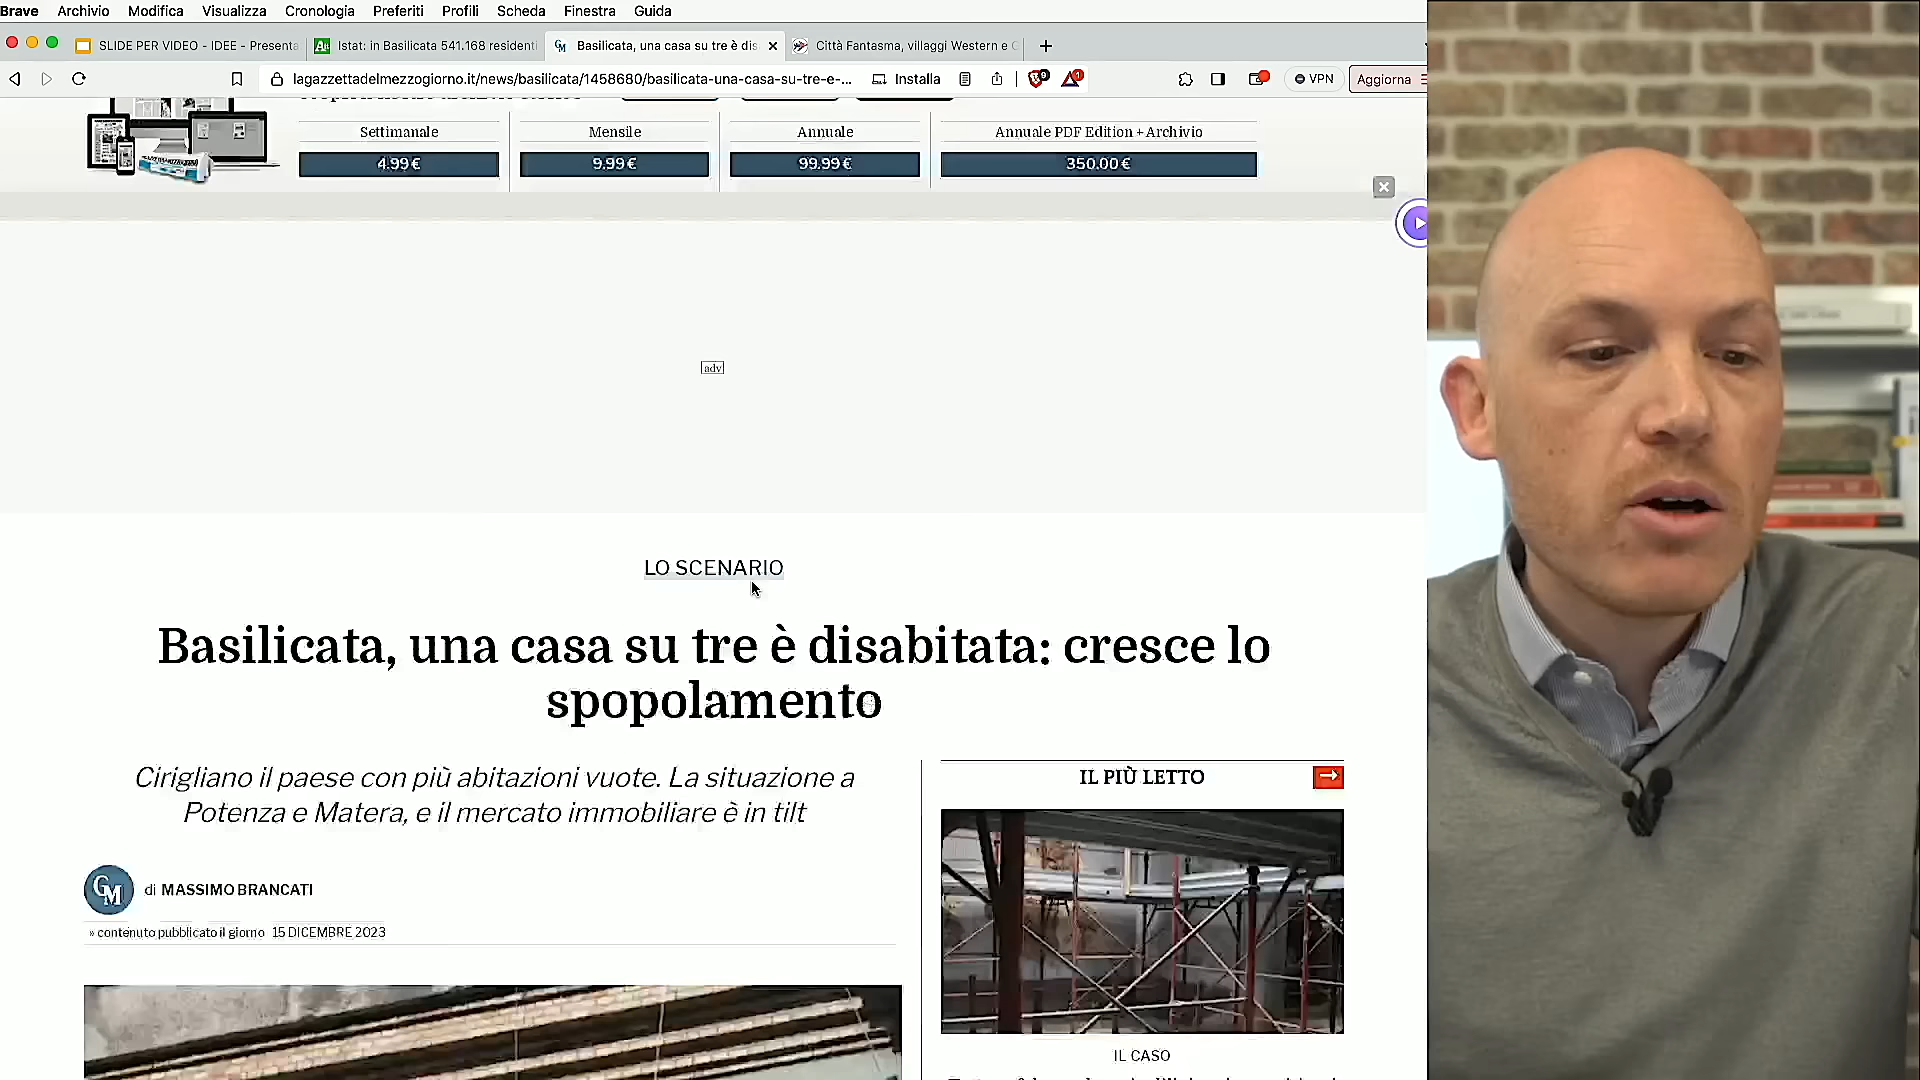 Brave Archivio Modifica Visualizza Cronologia Preferiti Profili Scheda Finestra Guida
SLIDE PER VIDEO - IDEE - Presenta
Istat: in Basilicata 541.168 residenti
Basilicata, una casa su tre è dis
Città Fantasma, villaggi Western e
lagazzettadelmezzogiorno.it/news/basilicata/1458680/basilicata-una-casa-su-tre-e-...
Installa
VPN
Aggiorna
Settimanale Mensile Annuale Annuale PDF Edition + Archivio
4.99 € 9.99 € 99.99 € 350.00 €
adv
LO SCENARIO
Basilicata, una casa su tre è disabitata: cresce lo
spopolamento
Cirigliano il paese con più abitazioni vuote. La situazione a
Potenza e Matera, e il mercato immobiliare è in tilt
GM
di MASSIMO BRANCATI
» contenuto pubblicato il giorno 15 DICEMBRE 2023
IL PIÙ LETTO
IL CASO